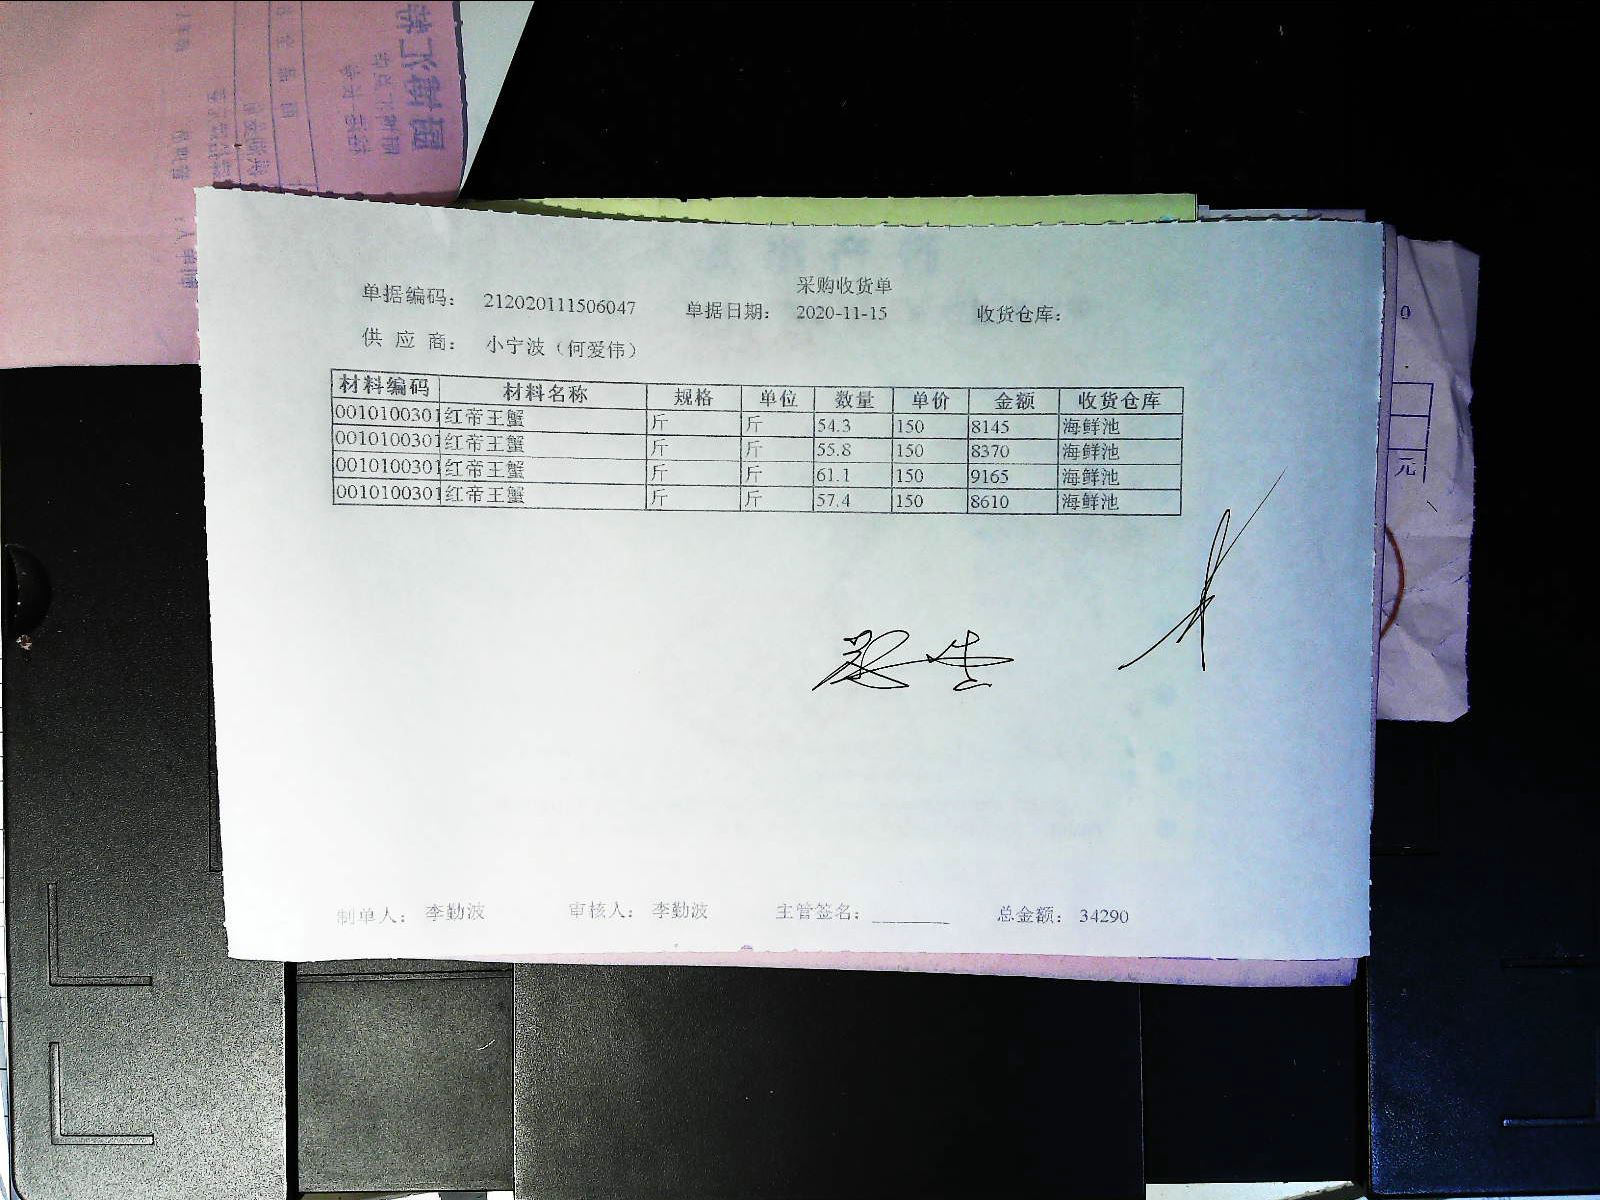 采购收货单
单据编码： 212020111506047 单据日期： 2020-11-15 收货仓库：
供 应 商： 小宁波（何爱伟）
材料编码 材料名称 规格 单位 数量 单价 金额 收货仓库
0010100301 红帝王蟹 斤 斤 54.3 150 8145 海鲜池
0010100301 红帝王蟹 斤 斤 55.8 150 8370 海鲜池
0010100301 红帝王蟹 斤 斤 61.1 150 9165 海鲜池
0010100301 红帝王蟹 斤 斤 57.4 150 8610 海鲜池
制单人： 李勤波 审核人： 李勤波 主管签名：________ 总金额： 34290
元